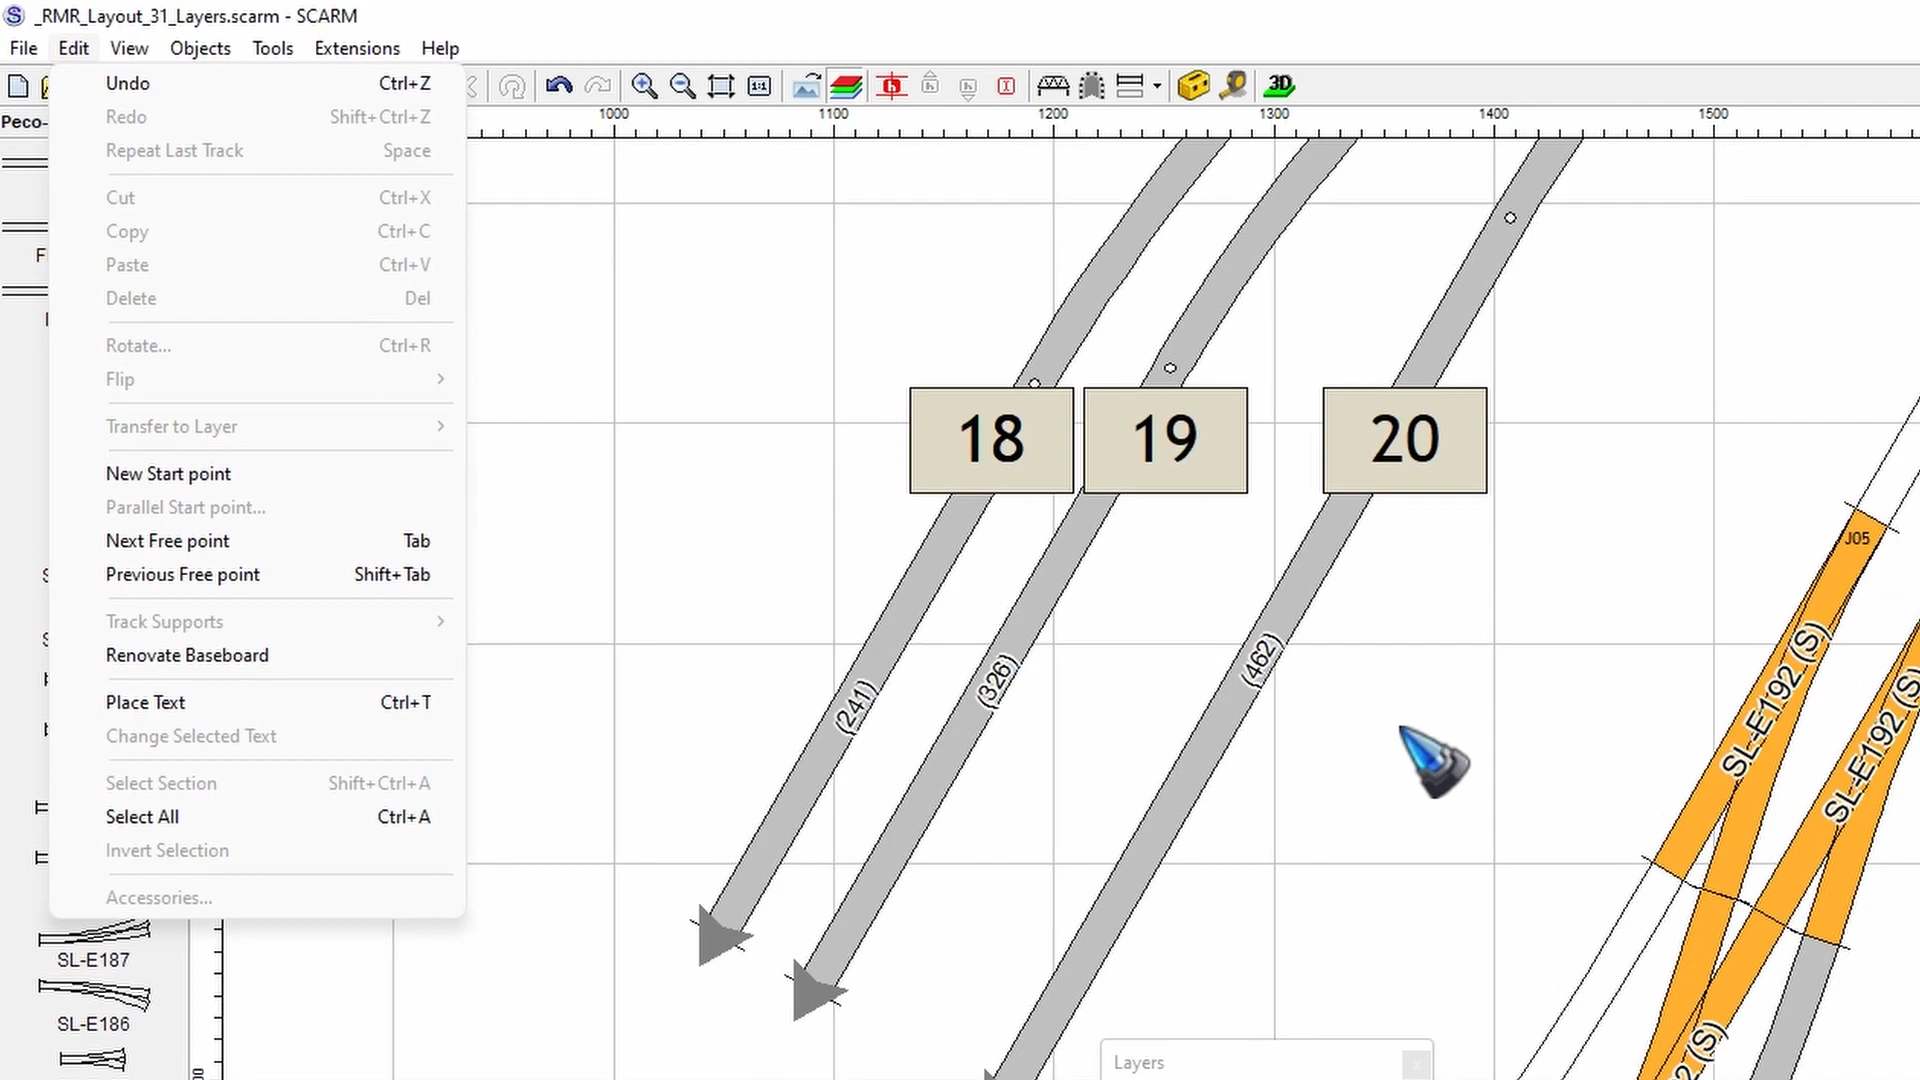 _RMR_Layout_31_Layers.scarm - SCARM
File Edit View Objects Tools Extensions Help
1:1 3D
Peco-
Undo Ctrl+Z
Redo Shift+Ctrl+Z
Repeat Last Track Space
Cut Ctrl+X
Copy Ctrl+C
Paste Ctrl+V
Delete Del
Rotate... Ctrl+R
Flip
Transfer to Layer
New Start point
Parallel Start point...
Next Free point Tab
Previous Free point Shift+Tab
Track Supports
Renovate Baseboard
Place Text Ctrl+T
Change Selected Text
Select Section Shift+Ctrl+A
Select All Ctrl+A
Invert Selection
Accessories...
SL-E187
SL-E186
1000 1100 1200 1300 1400 1500
18 19 20
J05
(241)
(326)
(462)
SL-E192 (S)
SL-E192 (S)
2 (S)
Layers